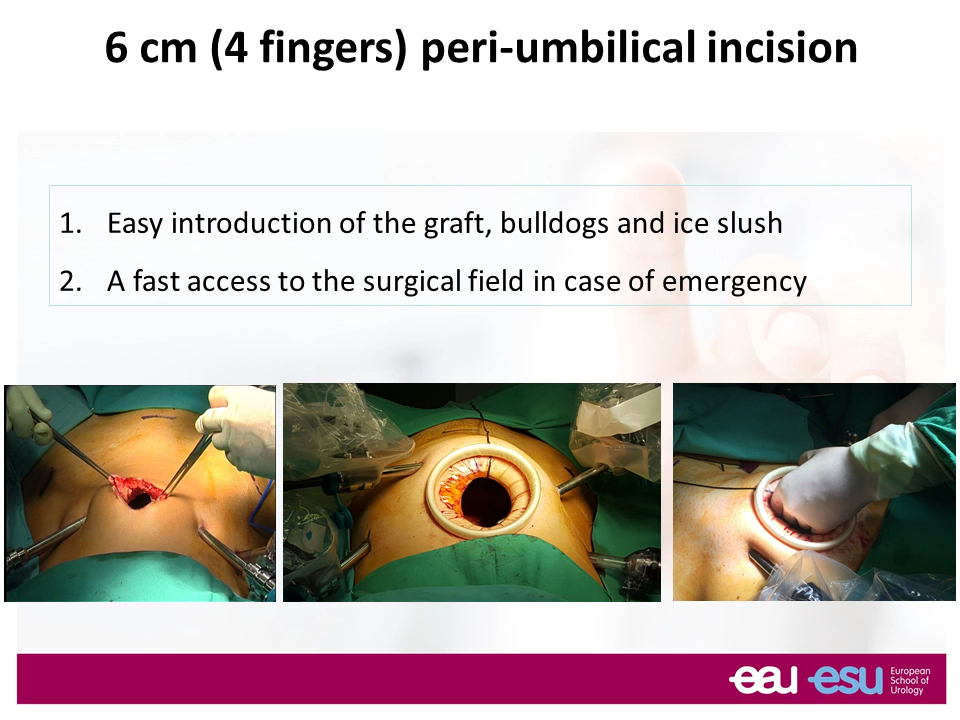 6 cm (4 fingers) peri-umbilical incision
1. Easy introduction of the graft, bulldogs and ice slush
2. A fast access to the surgical field in case of emergency
eau esu European
School of
Urology